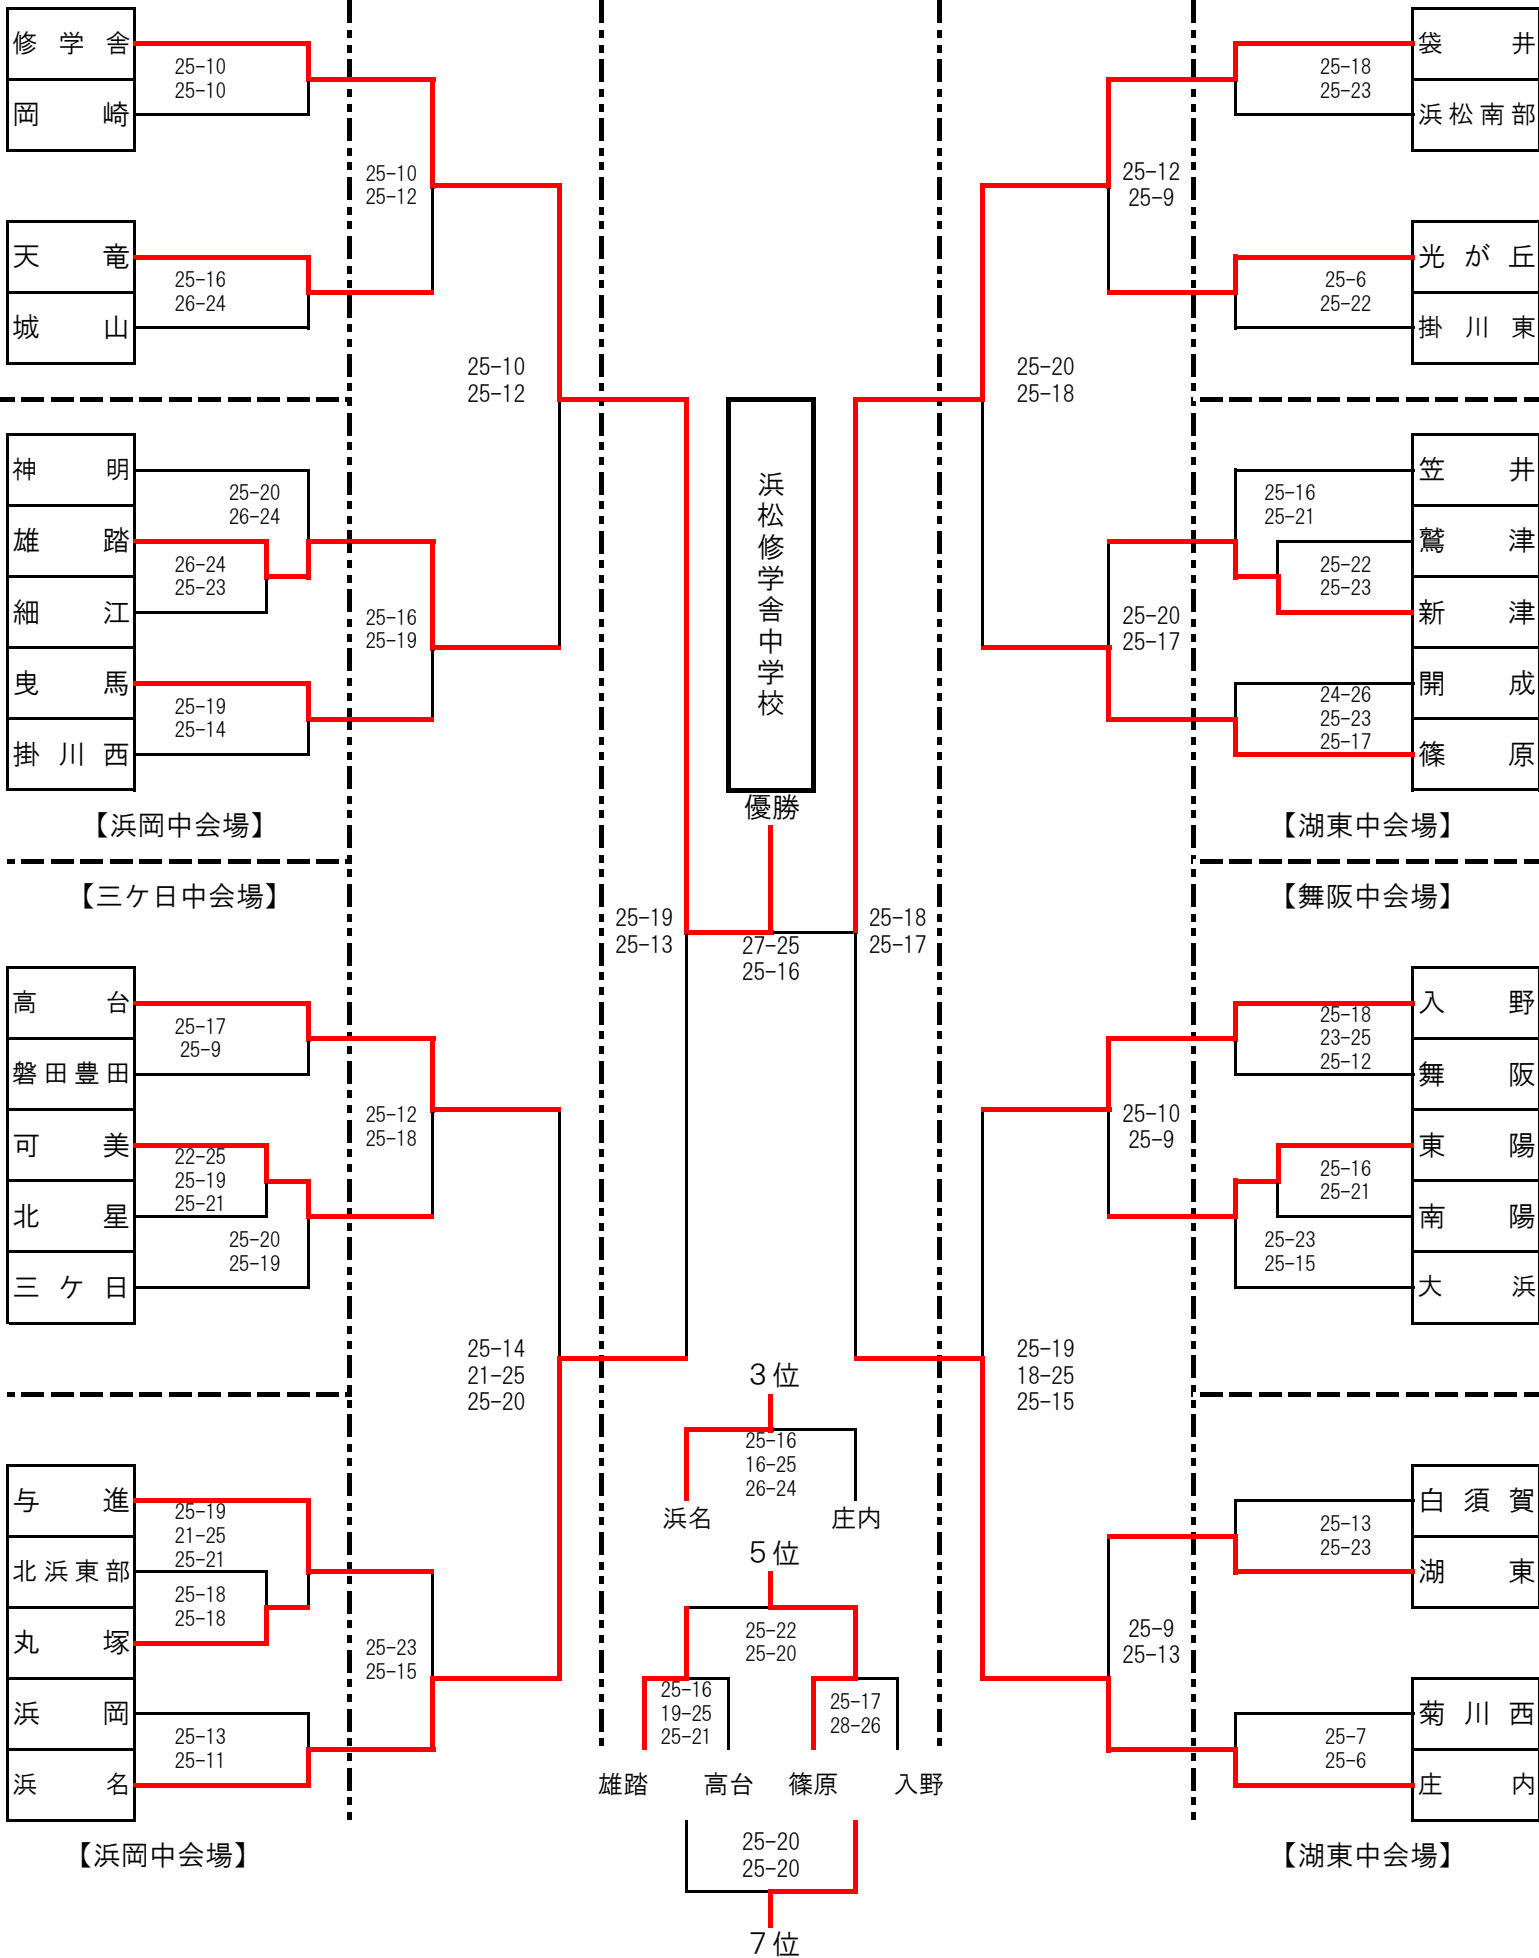 修学舎
25-10
25-10
岡崎
25-10
25-12
天竜
25-16
26-24
城山
25-10
25-12
神明
25-20
26-24
雄踏
26-24
25-23
細江
25-16
25-19
曳馬
25-19
25-14
掛川西
【浜岡中会場】
【三ケ日中会場】
高台
25-17
25-9
磐田豊田
25-12
25-18
可美
22-25
25-19
25-21
北星
25-20
25-19
三ケ日
25-14
21-25
25-20
与進
25-19
21-25
25-21
北浜東部
25-18
25-18
丸塚
25-23
25-15
浜岡
25-13
25-11
浜名
【浜岡中会場】
25-19
25-13
浜松修学舎中学校
優勝
27-25
25-16
25-18
25-17
3位
25-16
16-25
26-24
浜名
庄内
5位
25-22
25-20
25-16
19-25
25-21
25-17
28-26
雄踏
高台
篠原
入野
25-20
25-20
7位
袋井
25-18
25-23
浜松南部
25-12
25-9
光が丘
25-6
25-22
掛川東
25-20
25-18
笠井
25-16
25-21
鷲津
25-22
25-23
新津
25-20
25-17
開成
24-26
25-23
25-17
篠原
【湖東中会場】
【舞阪中会場】
入野
25-18
23-25
25-12
舞阪
25-10
25-9
東陽
25-16
25-21
南陽
25-23
25-15
大浜
25-19
18-25
25-15
白須賀
25-13
25-23
湖東
25-9
25-13
菊川西
25-7
25-6
庄内
【湖東中会場】